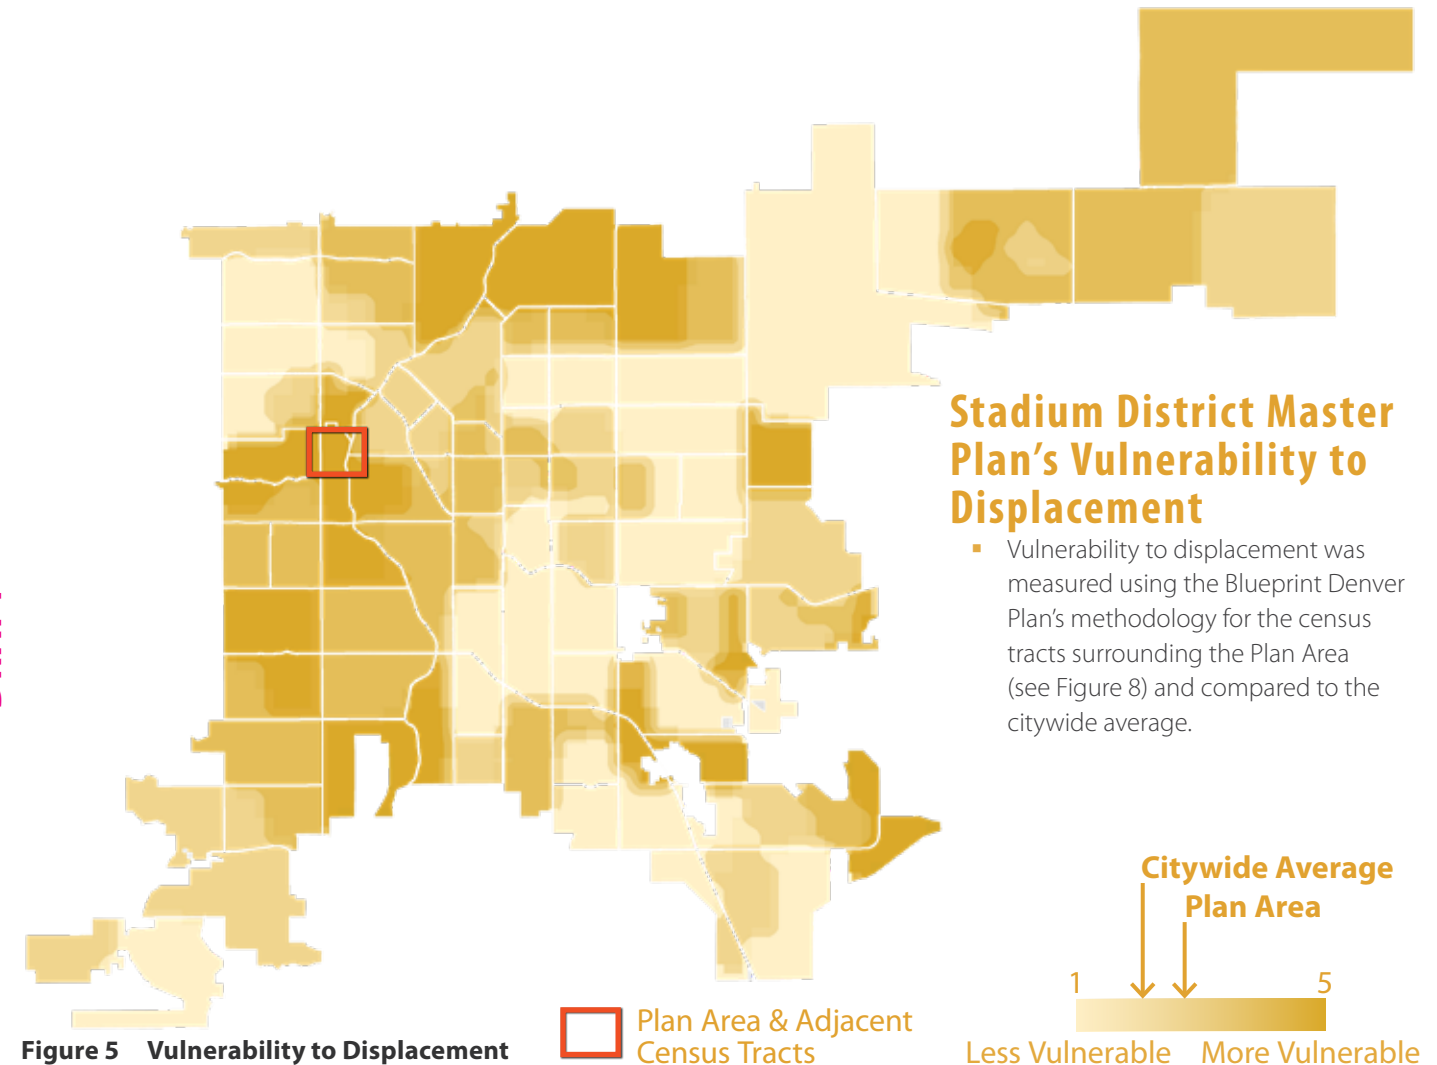 Stadium District Master
Plan's Vulnerability to
Displacement
▪ Vulnerability to displacement was
measured using the Blueprint Denver
Plan's methodology for the census
tracts surrounding the Plan Area
(see Figure 8) and compared to the
citywide average.
Citywide Average
Plan Area
1 5
Less Vulnerable More Vulnerable
Plan Area & Adjacent
Census Tracts
Figure 5 Vulnerability to Displacement